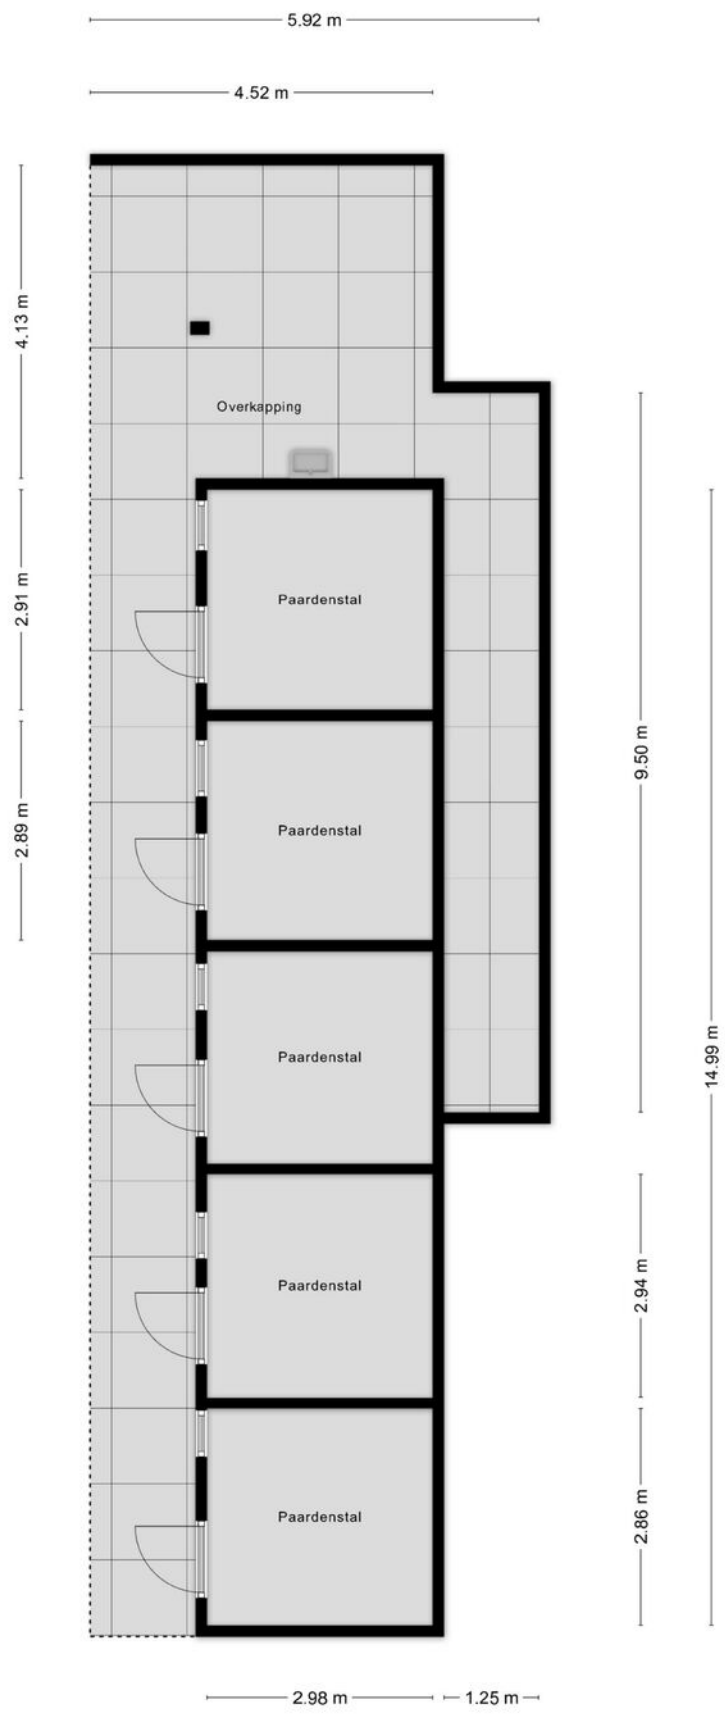 5.92 m
4.52 m
4.13 m
Overkapping
2.91 m
Paardenstal
9.50 m
2.89 m
Paardenstal
14.99 m
Paardenstal
2.94 m
Paardenstal
2.86 m
Paardenstal
2.98 m
1.25 m